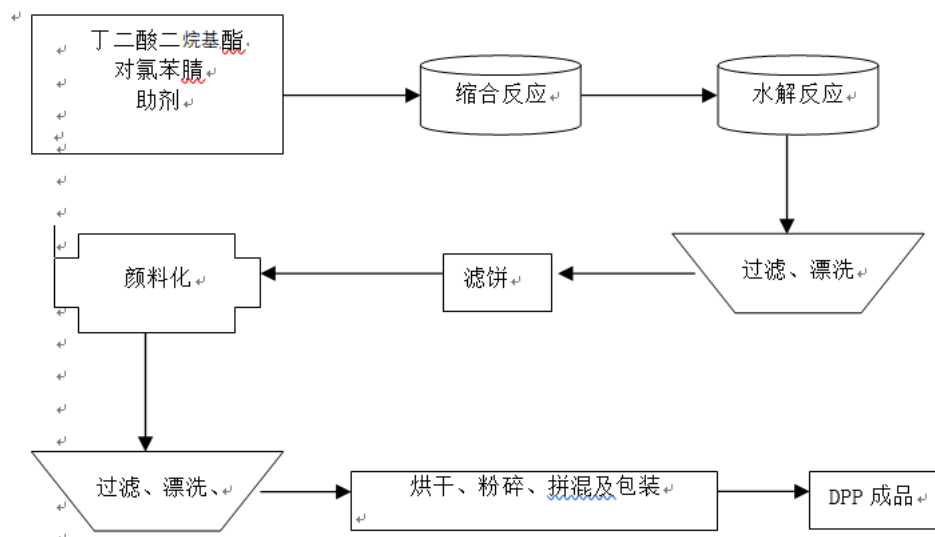 丁二酸二烷基酯
对氯苯腈
助剂
缩合反应
水解反应
过滤、漂洗
滤饼
颜料化
过滤、漂洗、
烘干、粉碎、拼混及包装
DPP 成品